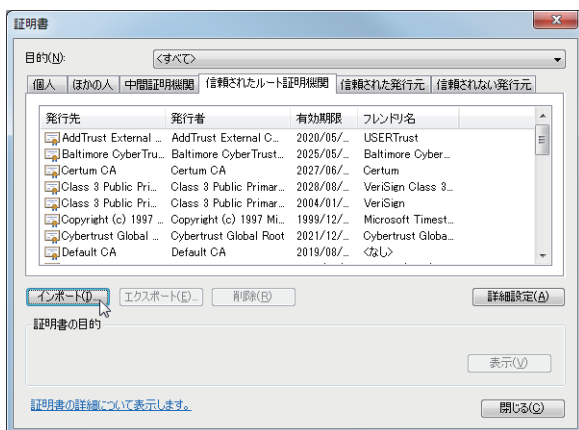 証明書
目的(N): <すべて>
個人 ほかの人 中間証明機関 信頼されたルート証明機関 信頼された発行元 信頼されない発行元
発行先 発行者 有効期限 フレンドリ名
AddTrust External ... AddTrust External C... 2020/05/... USERTrust
Baltimore CyberTru... Baltimore CyberTrust... 2025/05/... Baltimore Cyber...
Certum CA Certum CA 2027/06/... Certum
Class 3 Public Pri... Class 3 Public Primar... 2028/08/... VeriSign Class 3...
Class 3 Public Pri... Class 3 Public Primar... 2004/01/... VeriSign
Copyright (c) 1997 ... Copyright (c) 1997 Mi... 1999/12/... Microsoft Timest...
Cybertrust Global ... Cybertrust Global Root 2021/12/... Cybertrust Globa...
Default CA Default CA 2019/08/... <なし>
インポート(I)... エクスポート(E)... 削除(R) 詳細設定(A)
証明書の目的
表示(V)
証明書の詳細について表示します。
閉じる(C)